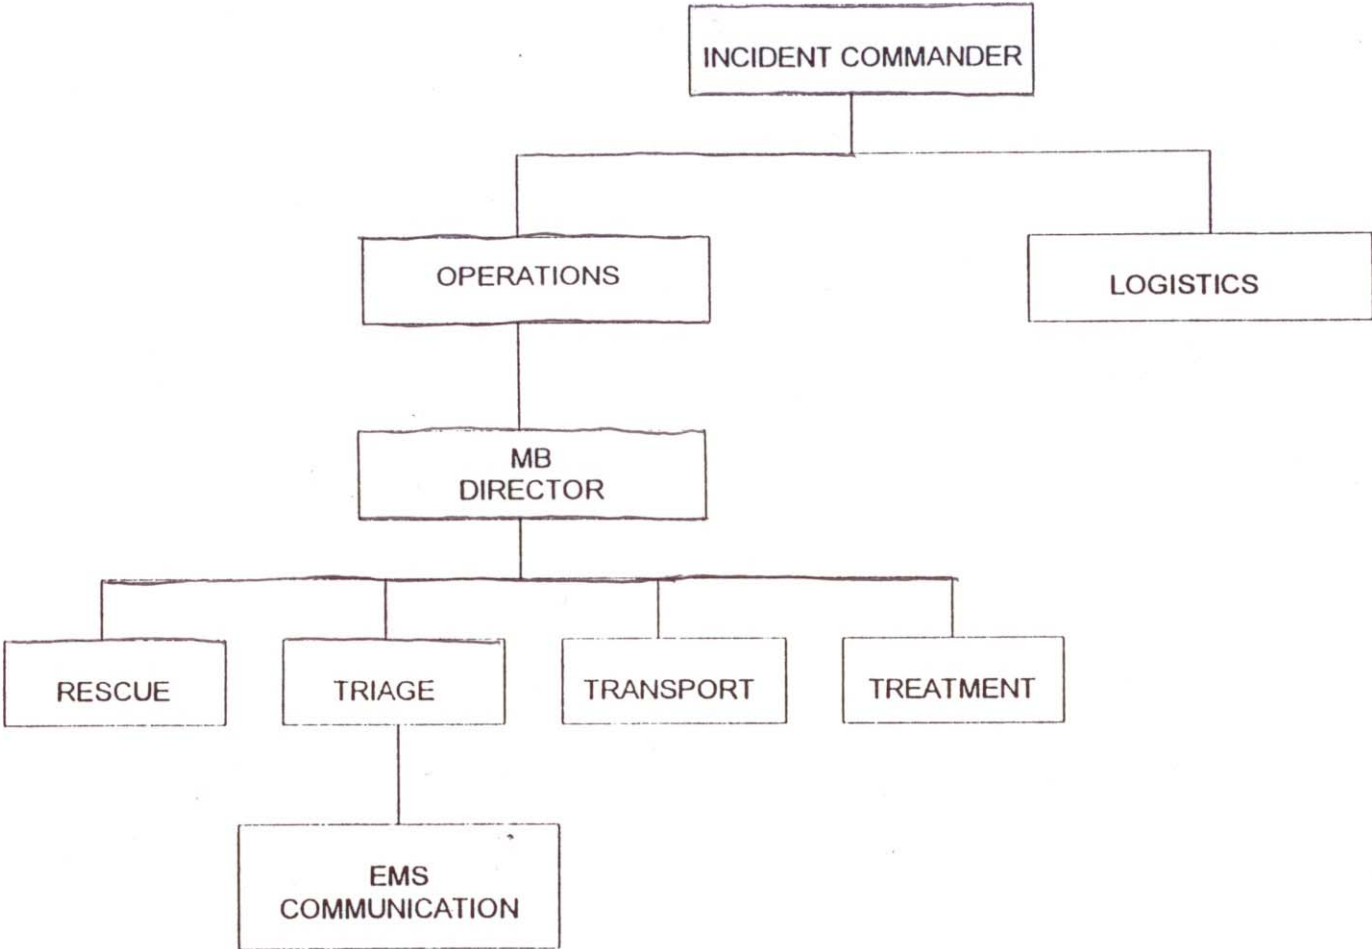 INCIDENT COMMANDER
OPERATIONS
LOGISTICS
MB
DIRECTOR
RESCUE
TRIAGE
TRANSPORT
TREATMENT
EMS
COMMUNICATION